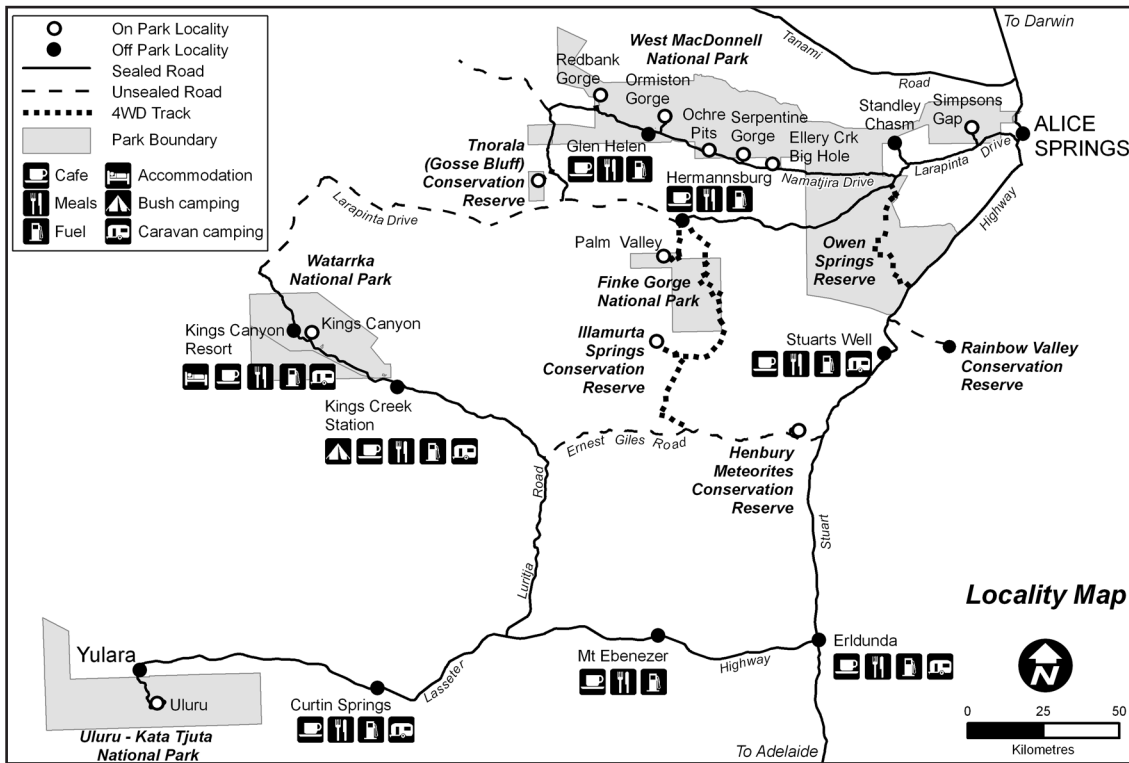 On Park Locality
Off Park Locality
Sealed Road
Unsealed Road
4WD Track
Park Boundary
Cafe
Accommodation
Meals
Bush camping
Fuel
Caravan camping
To Darwin
Tanami
Road
West MacDonnell
National Park
Redbank
Gorge
Ormiston
Gorge
Ochre
Pits
Serpentine
Gorge
Ellery Crk
Big Hole
Standley
Chasm
Simpsons
Gap
ALICE
SPRINGS
Larapinta Drive
Namatjira Drive
Glen Helen
Tnorala
(Gosse Bluff)
Conservation
Reserve
Hermannsburg
Larapinta Drive
Highway
Palm Valley
Finke Gorge
National Park
Owen
Springs
Reserve
Watarrka
National Park
Kings Canyon
Resort
Kings Canyon
Kings Creek
Station
Illamurta
Springs
Conservation
Reserve
Stuarts Well
Rainbow Valley
Conservation
Reserve
Ernest Giles Road
Henbury
Meteorites
Conservation
Reserve
Road
Luritja
Stuart
Locality Map
N
0 25 50
Kilometres
Yulara
Uluru
Uluru - Kata Tjuta
National Park
Curtin Springs
Lasseter
Mt Ebenezer
Highway
Erldunda
To Adelaide